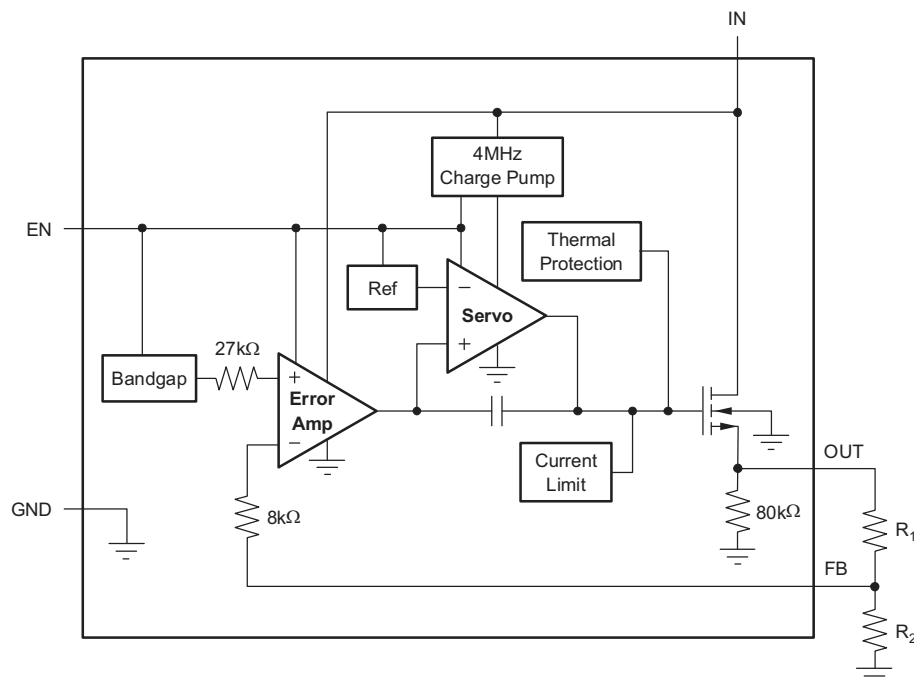 IN
4MHz
Charge Pump
EN
Thermal
Protection
Ref
−
Servo
+
27kΩ
Bandgap
+
Error
Amp
−
Current
Limit
OUT
GND
8kΩ
80kΩ
R1
FB
R2